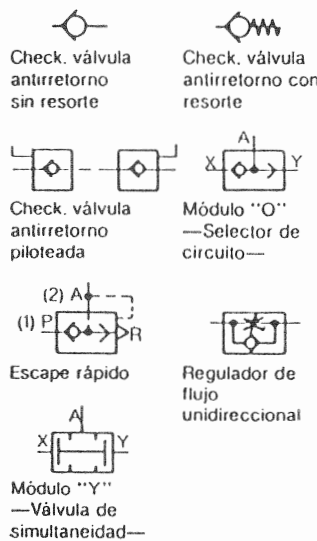 Check. válvula
antirretorno
sin resorte
Check. válvula
antirretorno con
resorte
Check. válvula
antirretorno
piloteada
A
X
Y
Módulo "O"
—Selector de
circuito—
(2) A
(1) P
R
Escape rápido
Regulador de
flujo
unidireccional
A
X
Y
Módulo "Y"
—Válvula de
simultaneidad—